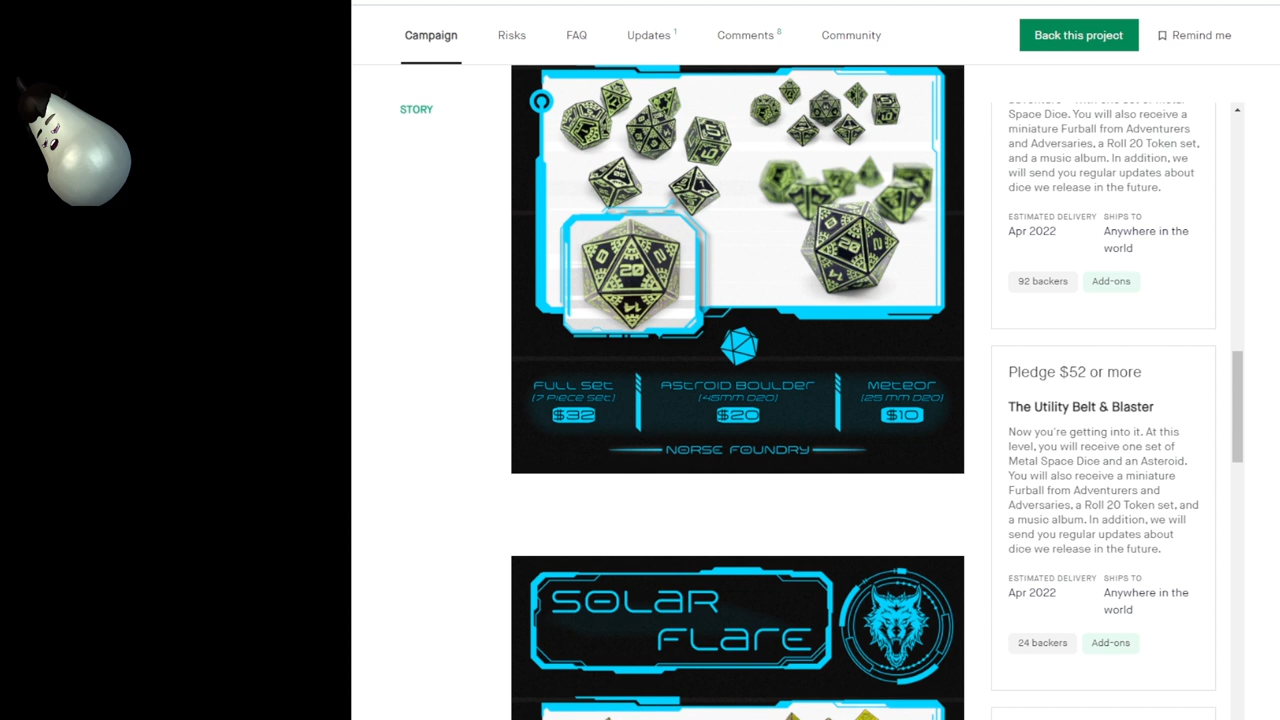 Campaign
Risks
FAQ
Updates 1
Comments 8
Community
Back this project
Remind me
STORY
FULL SET
(7 PIECE SET)
$32
ASTROID BOULDER
(45MM D20)
$20
METEOR
(25 MM D20)
$10
NORSE FOUNDRY
SOLAR
FLARE
Space Dice. You will also receive a
miniature Furball from Adventurers
and Adversaries, a Roll 20 Token set,
and a music album. In addition, we
will send you regular updates about
dice we release in the future.
ESTIMATED DELIVERY SHIPS TO
Apr 2022 Anywhere in the
world
92 backers Add-ons
Pledge $52 or more
The Utility Belt & Blaster
Now you're getting into it. At this
level, you will receive one set of
Metal Space Dice and an Asteroid.
You will also receive a miniature
Furball from Adventurers and
Adversaries, a Roll 20 Token set, and
a music album. In addition, we will
send you regular updates about
dice we release in the future.
ESTIMATED DELIVERY SHIPS TO
Apr 2022 Anywhere in the
world
24 backers Add-ons